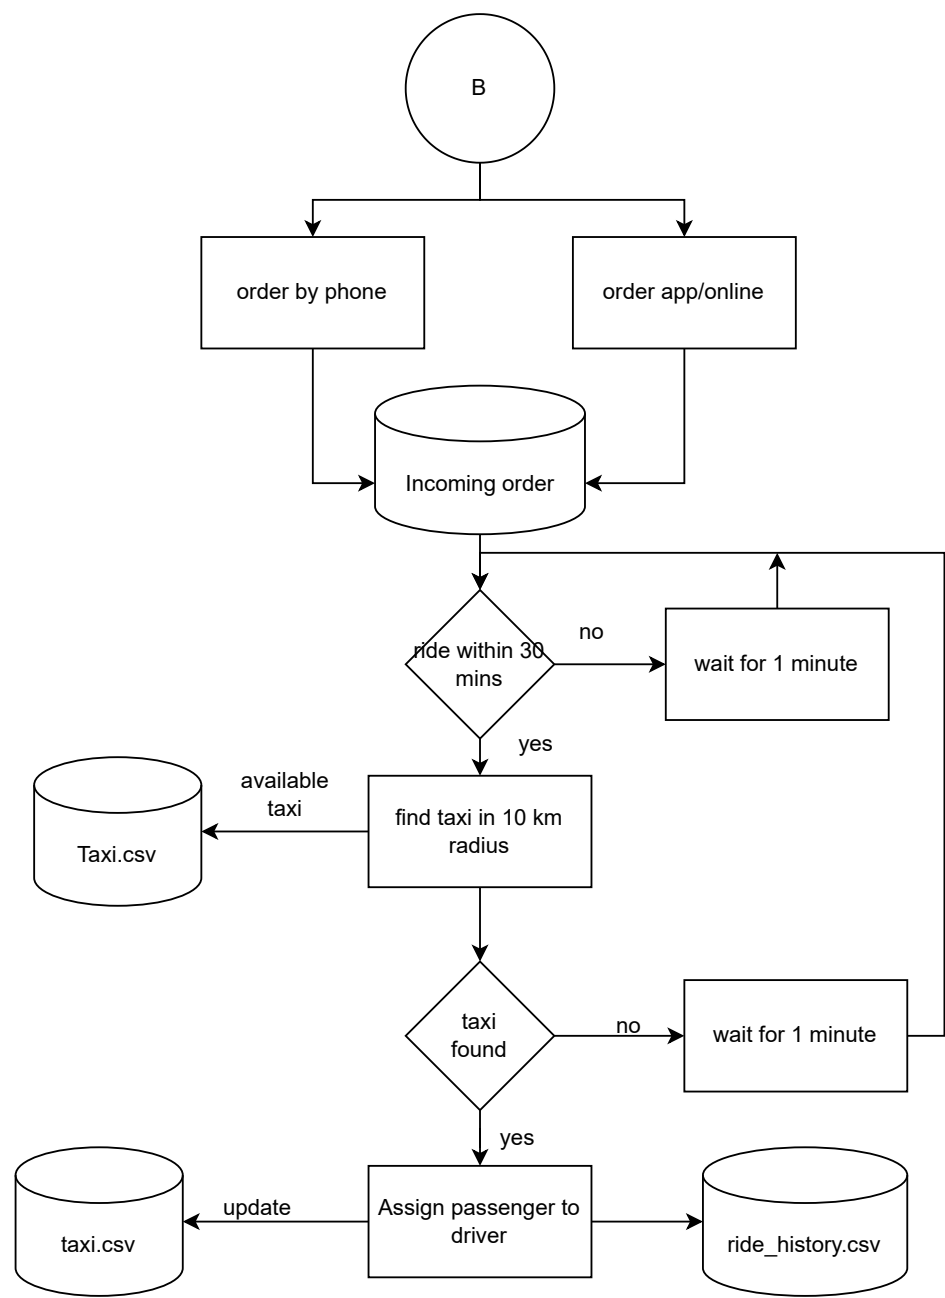 B
order by phone
order app/online
Incoming order
ride within 30
mins
no
wait for 1 minute
yes
available
taxi
Taxi.csv
find taxi in 10 km
radius
taxi
found
no
wait for 1 minute
yes
taxi.csv
update
Assign passenger to
driver
ride_history.csv